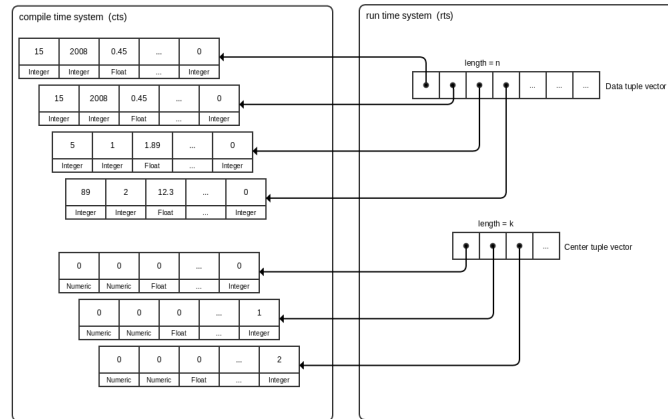 compile time system (cts)
run time system (rts)
15 2008 0.45 ... 0
Integer Integer Float ... Integer
length = n
... ... ...
Data tuple vector
15 2008 0.45 ... 0
Integer Integer Float ... Integer
5 1 1.89 ... 0
Integer Integer Float ... Integer
89 2 12.3 ... 0
Integer Integer Float ... Integer
length = k
...
Center tuple vector
0 0 0 ... 0
Numeric Numeric Float ... Integer
0 0 0 ... 1
Numeric Numeric Float ... Integer
0 0 0 ... 2
Numeric Numeric Float ... Integer